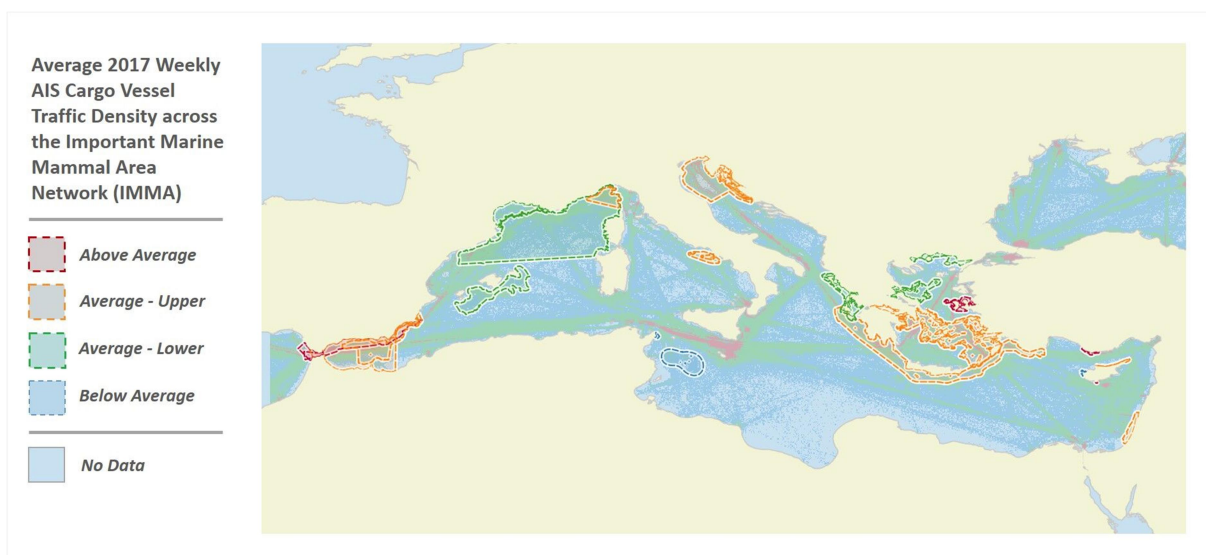 Average 2017 Weekly
AIS Cargo Vessel
Traffic Density across
the Important Marine
Mammal Area
Network (IMMA)
Above Average
Average - Upper
Average - Lower
Below Average
No Data